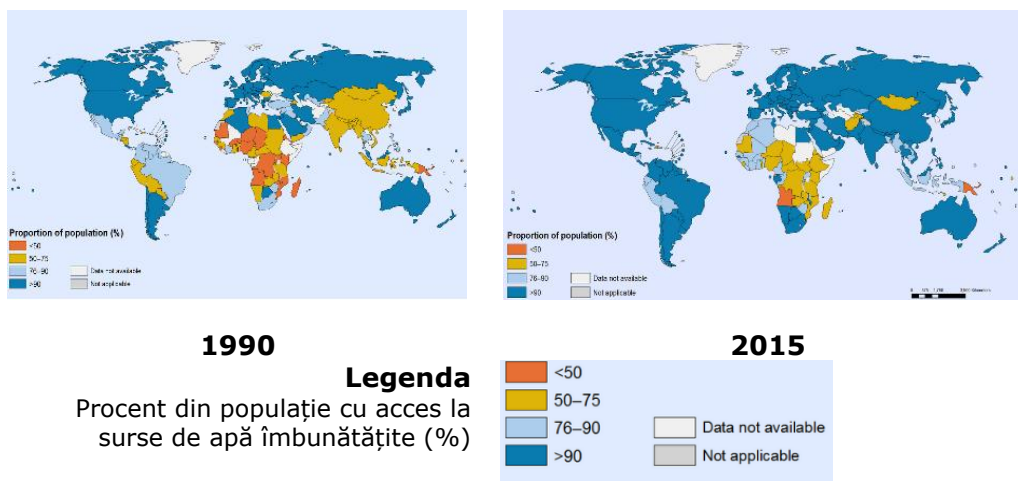 Proportion of population (%)
<50
50–75
76–90
>90
Data not available
Not applicable
Proportion of population (%)
<50
50–75
76–90
>90
Data not available
Not applicable
1990
2015
Legenda
Procent din populație cu acces la
surse de apă îmbunătățite (%)
<50
50–75
76–90
>90
Data not available
Not applicable